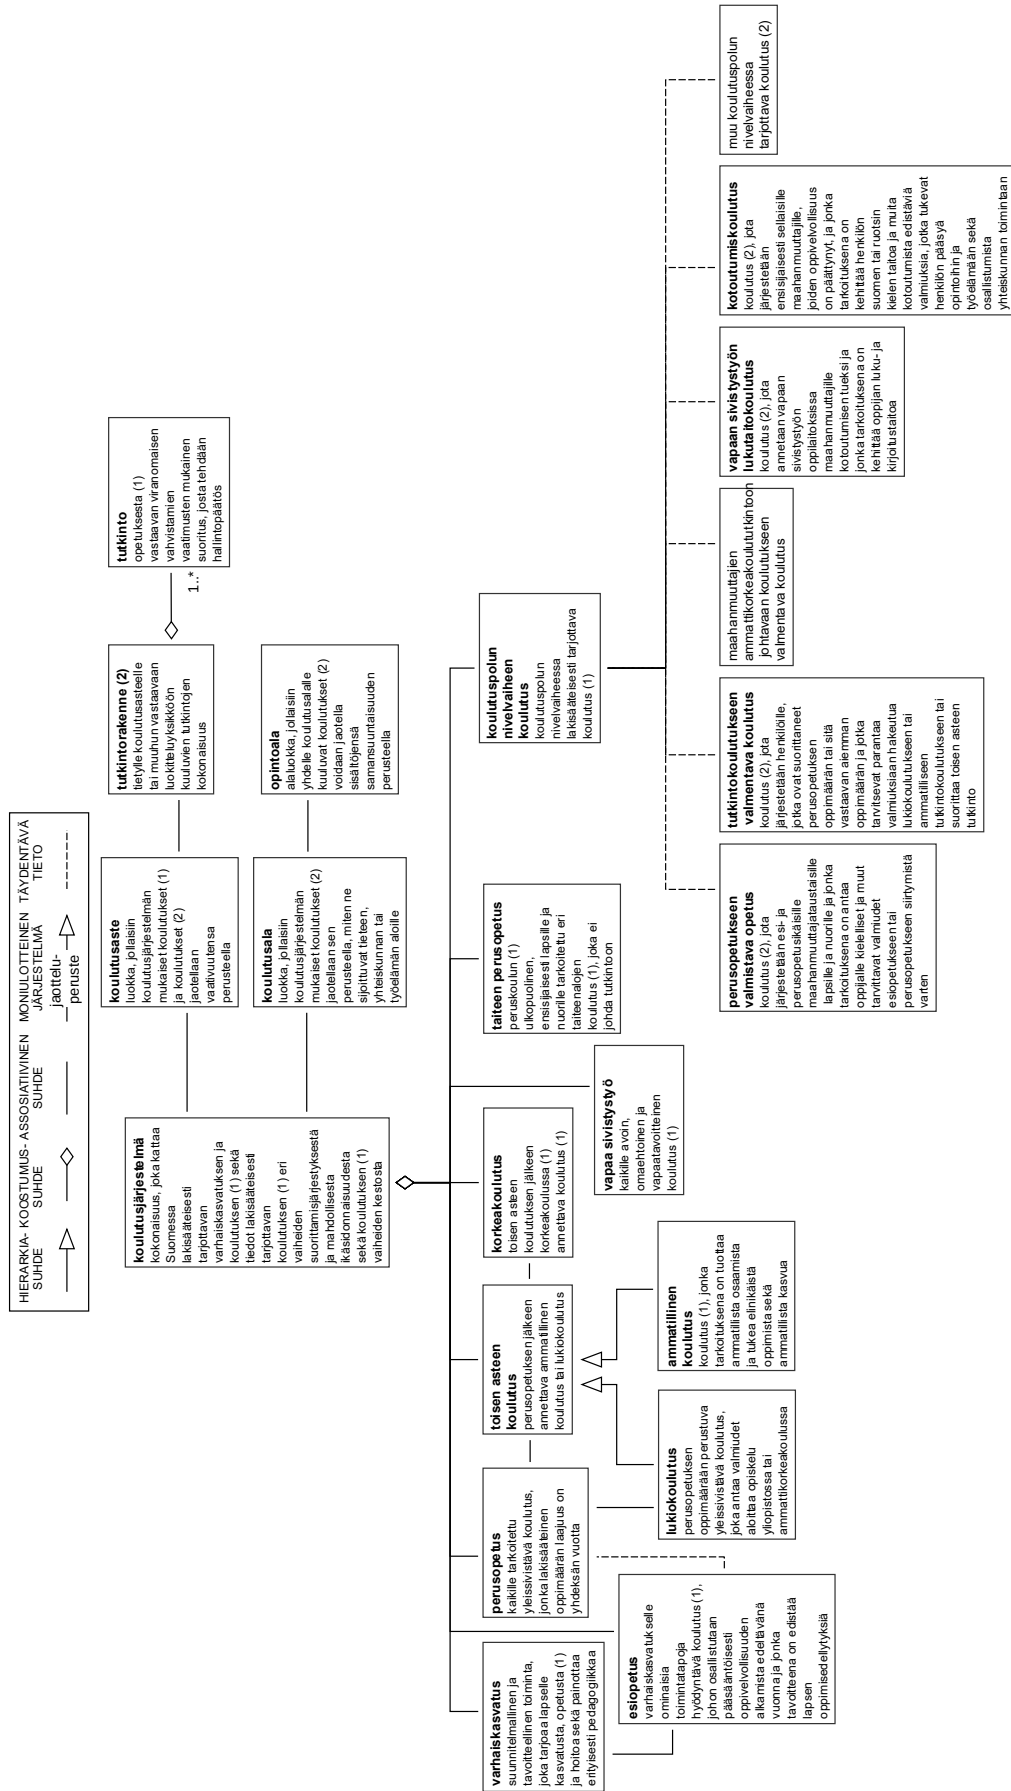 HIERARKIA- KOOSTUMUS- ASSOSIATIIVINEN MONIULOTTEINEN TÄYDENTÄVÄ
SUHDE SUHDE SUHDE JÄRJESTELMÄ TIETO
jaottelu-
peruste
koulutusjärjestelmä
kokonaisuus, joka kattaa
Suomessa
lakisääteisesti
tarjottavan
varhaiskasvatuksen ja
koulutuksen (1) sekä
tiedot lakisääteisesti
tarjottavan
koulutuksen (1) eri
vaiheiden
suorittamisjärjestyksestä
ja mahdollisesta
ikäsidonnaisuudesta
sekä koulutuksen (1)
vaiheiden kestosta
koulutusaste
luokka, jollaisiin
koulutusjärjestelmän
mukaiset koulutukset (1)
ja koulutukset (2)
jaotellaan
vaativuutensa
perusteella
tutkintorakenne (2)
tietylle koulutusasteelle
tai muuhun vastaavaan
luokitteluyksikköön
kuuluvien tutkintojen
kokonaisuus
1..*
tutkinto
opetuksesta (1)
vastaavan viranomaisen
vahvistamien
vaatimusten mukainen
suoritus, josta tehdään
hallintopäätös
koulutusala
luokka, jollaisiin
koulutusjärjestelmän
mukaiset koulutukset (2)
jaotellaan sen
perusteella, miten ne
sijoittuvat tieteen,
yhteiskunnan tai
työelämän aloille
opintoala
alaluokka, jollaisiin
yhdelle koulutusalalle
kuuluvat koulutukset (2)
voidaan jaotella
sisältöjensä
samansuuntaisuuden
perusteella
varhaiskasvatus
suunnitelmallinen ja
tavoitteellinen toiminta,
joka tarjoaa lapselle
kasvatusta, opetusta (1)
ja hoitoa sekä painottaa
erityisesti pedagogiikkaa
perusopetus
kaikille tarkoitettu
yleissivistävä koulutus,
jonka lakisääteinen
oppimäärän laajuus on
yhdeksän vuotta
toisen asteen
koulutus
perusopetuksen jälkeen
annettava ammatillinen
koulutus tai lukiokoulutus
korkeakoulutus
toisen asteen
koulutuksen jälkeen
korkeakoulussa (1)
annettava koulutus (1)
taiteen perusopetus
peruskoulun (1)
ulkopuolinen,
ensisijaisesti lapsille ja
nuorille tarkoitettu eri
taiteenalojen
koulutus (1), joka ei
johda tutkintoon
koulutuspolun
nivelvaiheen
koulutus
koulutuspolun
nivelvaiheessa
lakisääteisesti tarjottava
koulutus (1)
esiopetus
varhaiskasvatukselle
ominaisia
toimintatapoja
hyödyntävä koulutus (1),
johon osallistutaan
pääsääntöisesti
oppivelvollisuuden
alkamista edeltävänä
vuonna ja jonka
tavoitteena on edistää
lapsen
oppimisedellytyksiä
lukiokoulutus
perusopetuksen
oppimäärään perustuva
yleissivistävä koulutus,
joka antaa valmiudet
aloittaa opiskelu
yliopistossa tai
ammattikorkeakoulussa
ammatillinen
koulutus
koulutus (1), jonka
tarkoituksena on tuottaa
ammatillista osaamista
ja tukea elinikäistä
oppimista sekä
ammatillista kasvua
vapaa sivistystyö
kaikille avoin,
omaehtoinen ja
vapaatavoitteinen
koulutus (1)
perusopetukseen
valmistava opetus
koulutus (2), jota
järjestetään esi- ja
perusopetusikäisille
maahanmuuttajataustaisille
lapsille ja nuorille ja jonka
tarkoituksena on antaa
oppijalle kielelliset ja muut
tarvittavat valmiudet
esiopetukseen tai
perusopetukseen siirtymistä
varten
tutkintokoulutukseen
valmentava koulutus
koulutus (2), jota
järjestetään henkilöille,
jotka ovat suorittaneet
perusopetuksen
oppimäärän tai sitä
vastaavan aiemman
oppimäärän ja jotka
tarvitsevat parantaa
valmiuksiaan hakeutua
lukiokoulutukseen tai
ammatilliseen
tutkintokoulutukseen tai
suorittaa toisen asteen
tutkinto
maahanmuuttajien
ammattikorkeakoulututkintoon
johtavaan koulutukseen
valmentava koulutus
vapaan sivistystyön
lukutaitokoulutus
koulutus (2), jota
annetaan vapaan
sivistystyön
oppilaitoksissa
maahanmuuttajille
kotoutumisen tueksi ja
jonka tarkoituksena on
kehittää oppijan luku- ja
kirjoitustaitoa
kotoutumiskoulutus
koulutus (2), jota
järjestetään
ensisijaisesti sellaisille
maahanmuuttajille,
joiden oppivelvollisuus
on päättynyt, ja jonka
tarkoituksena on
kehittää henkilön
suomen tai ruotsin
kielen taitoa ja muita
kotoutumista edistäviä
valmiuksia, jotka tukevat
henkilön pääsyä
opintoihin ja
työelämään sekä
osallistumista
yhteiskunnan toimintaan
muu koulutuspolun
nivelvaiheessa
tarjottava koulutus (2)